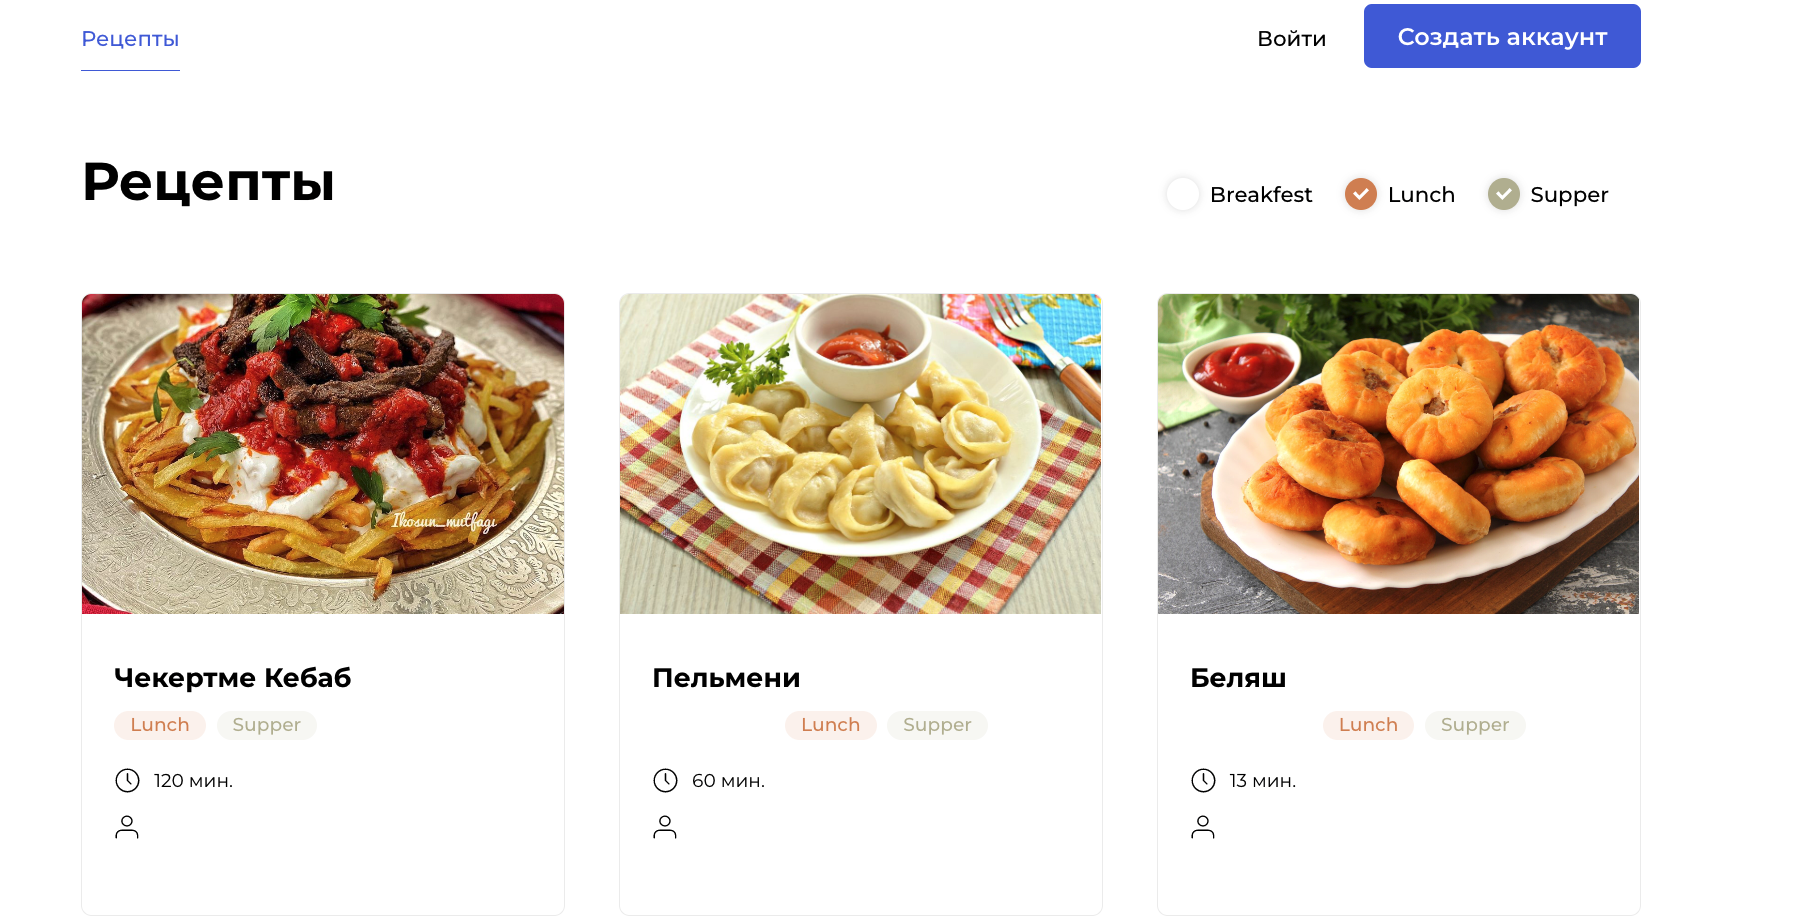 Рецепты
Войти
Создать аккаунт
Рецепты
Breakfest
Lunch
Supper
Ikosun_mutfagı
Чекертме Кебаб
Lunch Supper
120 мин.
Пельмени
Lunch Supper
60 мин.
Беляш
Lunch Supper
13 мин.